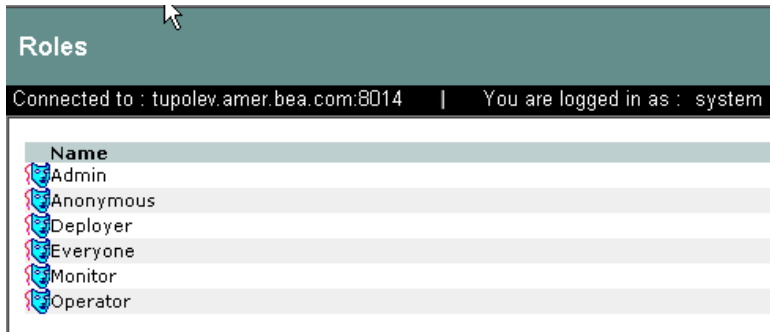 Roles
Connected to : tupolev.amer.bea.com:8014 | You are logged in as : system
Name
Admin
Anonymous
Deployer
Everyone
Monitor
Operator